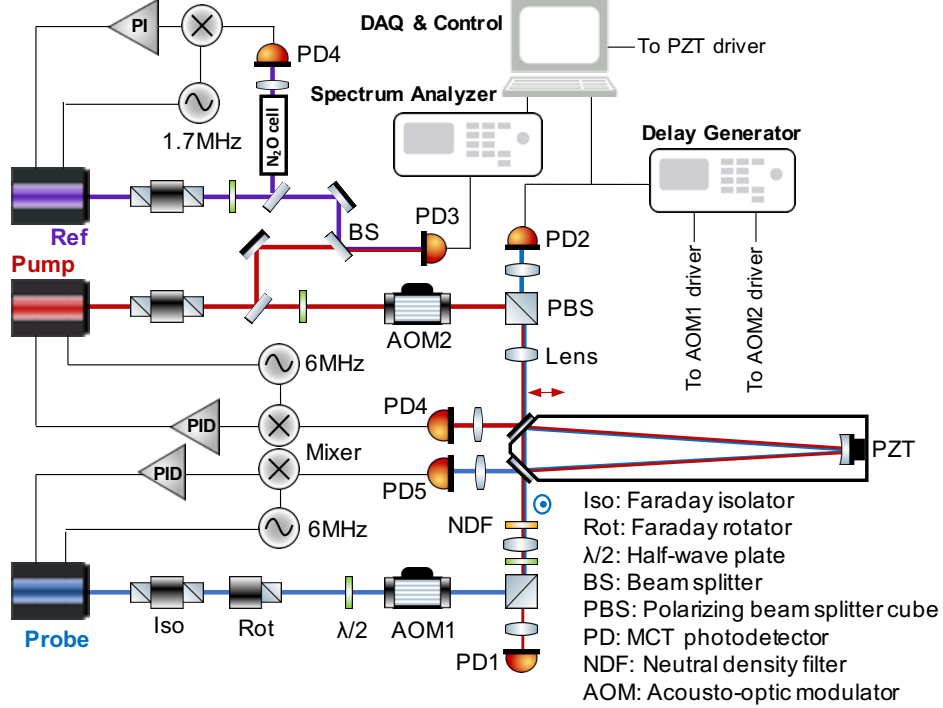 DAQ & Control
PI
PD4
To PZT driver
Spectrum Analyzer
N₂O cell
1.7MHz
Delay Generator
Ref
BS
PD3
PD2
Pump
PBS
AOM2
To AOM1 driver
To AOM2 driver
6MHz
Lens
PD4
PID
Mixer
PID
PD5
PZT
NDF
6MHz
Probe
Iso
Rot
λ/2
AOM1
PD1
Iso: Faraday isolator
Rot: Faraday rotator
λ/2: Half-wave plate
BS: Beam splitter
PBS: Polarizing beam splitter cube
PD: MCT photodetector
NDF: Neutral density filter
AOM: Acousto-optic modulator